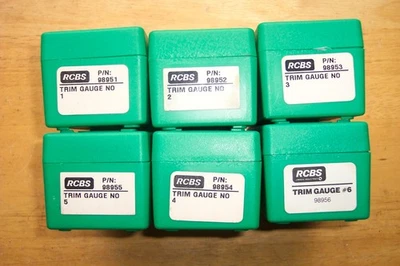 RCBS P/N:
98951
TRIM GAUGE NO
1
RCBS P/N:
98952
TRIM GAUGE NO
2
RCBS P/N:
98953
TRIM GAUGE NO
3
RCBS P/N:
98955
TRIM GAUGE NO
5
RCBS P/N:
98954
TRIM GAUGE NO
4
RCBS
TRIM GAUGE #6
98956